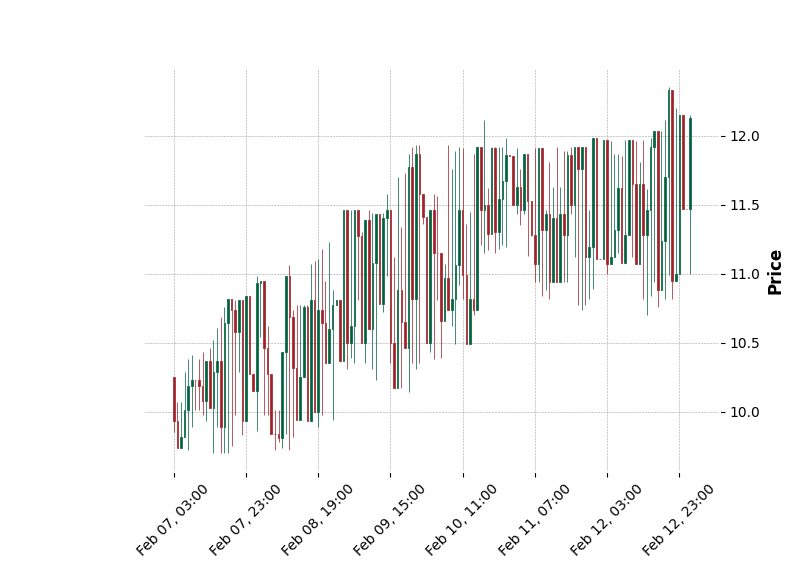 12.0
11.5
11.0
10.5
10.0
Price
Feb 07, 03:00
Feb 07, 23:00
Feb 08, 19:00
Feb 09, 15:00
Feb 10, 11:00
Feb 11, 07:00
Feb 12, 03:00
Feb 12, 23:00